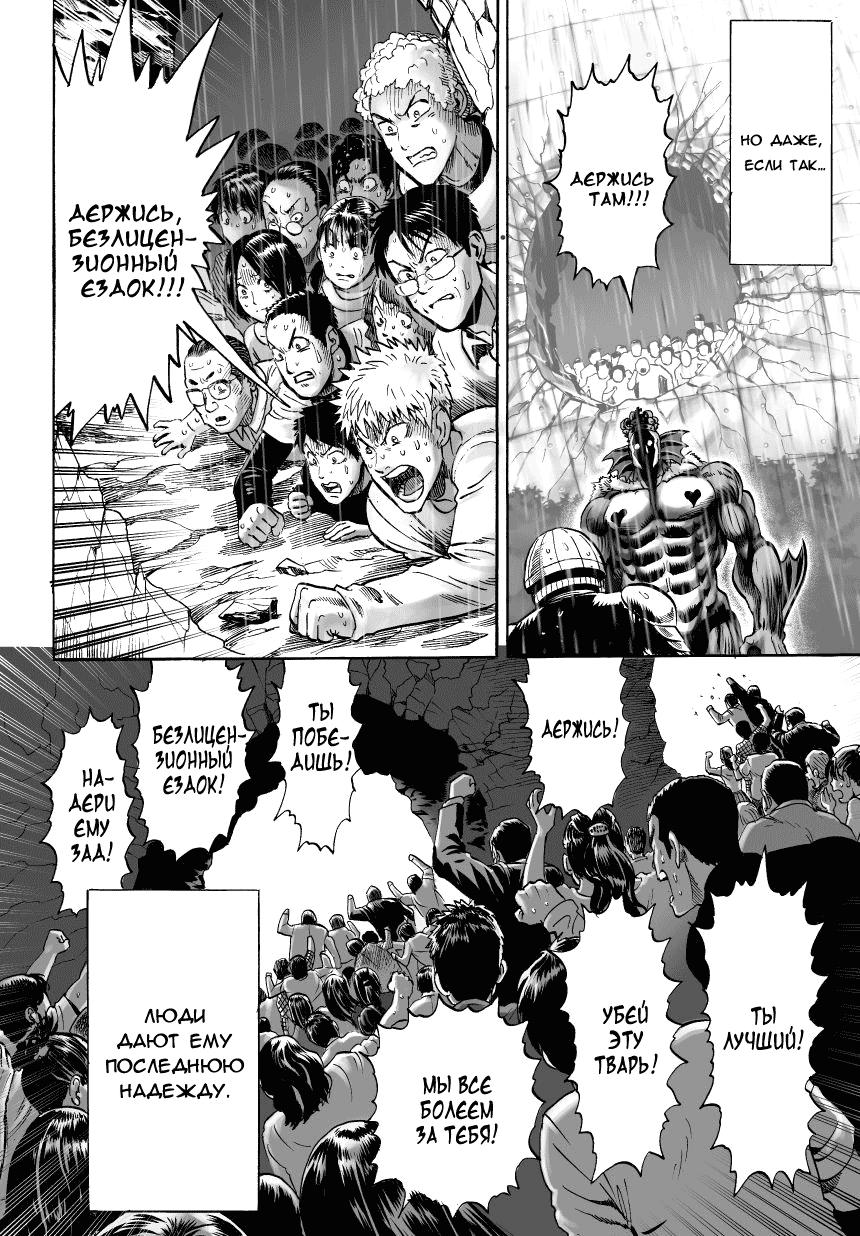 НО ДАЖЕ,
ЕСЛИ ТАК...
ДЕРЖИСЬ
ТАМ!!!
ДЕРЖИСЬ,
БЕЗЛИЦЕН-
ЗИОННЫЙ
ЕЗДОК!!!
ДЕРЖИСЬ!
ТЫ
ПОБЕ-
ДИШЬ!
БЕЗЛИЦЕН-
ЗИОННЫЙ
ЕЗДОК!
НА-
ДЕРИ
ЕМУ
ЗАД!
ТЫ
ЛУЧШИЙ!
УБЕЙ
ЭТУ
ТВАРЬ!
МЫ ВСЕ
БОЛЕЕМ
ЗА ТЕБЯ!
ЛЮДИ
ДАЮТ ЕМУ
ПОСЛЕДНЮЮ
НАДЕЖДУ.